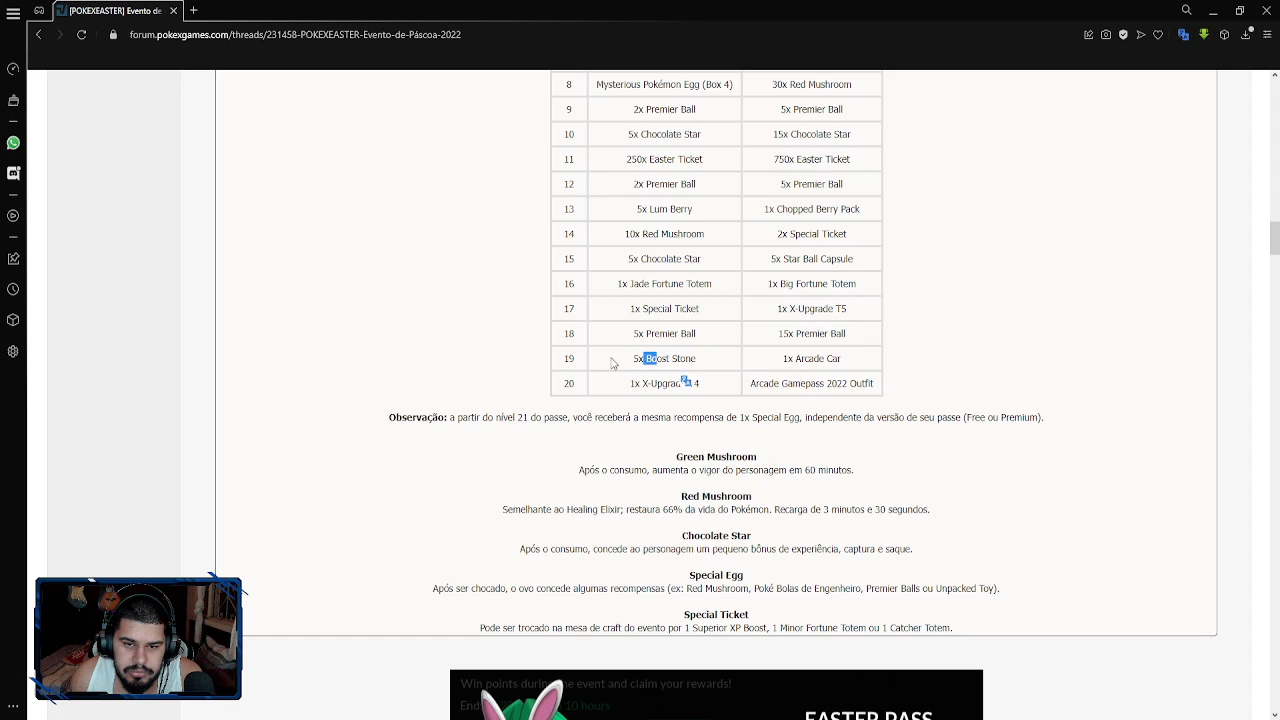 [POKEXEASTER] Evento de
forum.pokexgames.com/threads/231458-POKEXEASTER-Evento-de-Páscoa-2022
8 Mysterious Pokémon Egg (Box 4) 30x Red Mushroom
9 2x Premier Ball 5x Premier Ball
10 5x Chocolate Star 15x Chocolate Star
11 250x Easter Ticket 750x Easter Ticket
12 2x Premier Ball 5x Premier Ball
13 5x Lum Berry 1x Chopped Berry Pack
14 10x Red Mushroom 2x Special Ticket
15 5x Chocolate Star 5x Star Ball Capsule
16 1x Jade Fortune Totem 1x Big Fortune Totem
17 1x Special Ticket 1x X-Upgrade T5
18 5x Premier Ball 15x Premier Ball
19 5x Boost Stone 1x Arcade Car
20 1x X-Upgrad 4 Arcade Gamepass 2022 Outfit
Observação: a partir do nível 21 do passe, você receberá a mesma recompensa de 1x Special Egg, independente da versão de seu passe (Free ou Premium).
Green Mushroom
Após o consumo, aumenta o vigor do personagem em 60 minutos.
Red Mushroom
Semelhante ao Healing Elixir; restaura 66% da vida do Pokémon. Recarga de 3 minutos e 30 segundos.
Chocolate Star
Após o consumo, concede ao personagem um pequeno bônus de experiência, captura e saque.
Special Egg
Após ser chocado, o ovo concede algumas recompensas (ex: Red Mushroom, Poké Bolas de Engenheiro, Premier Balls ou Unpacked Toy).
Special Ticket
Pode ser trocado na mesa de craft do evento por 1 Superior XP Boost, 1 Minor Fortune Totem ou 1 Catcher Totem.
Win points during the event and claim your rewards!
End: 10 hours
EASTER PASS